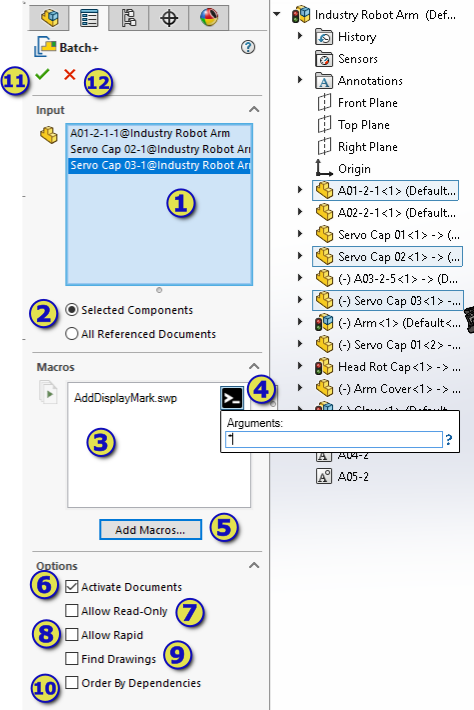 Batch+
?
11
12
Input
A01-2-1-1@Industry Robot Arm
Servo Cap 02-1@Industry Robot Arr
Servo Cap 03-1@Industry Robot Arr
1
2
Selected Components
All Referenced Documents
Macros
4
AddDisplayMark.swp
>_
3
Arguments:
?
Add Macros...
5
Options
6
Activate Documents
Allow Read-Only
7
8
Allow Rapid
Find Drawings
9
10
Order By Dependencies
Industry Robot Arm (Def...
History
Sensors
Annotations
Front Plane
Top Plane
Right Plane
Origin
A01-2-1<1> (Default...
A02-2-1<1> (Default...
Servo Cap 01<1> -> (...
Servo Cap 02<1> -> (...
(-) A03-2-5<1> -> (D...
(-) Servo Cap 03<1> -...
(-) Arm<1> (Default<...
(-) Servo Cap 01<2> -...
Head Rot Cap<1> -> ...
(-) Arm Cover<1> -> ...
A04-2
A05-2